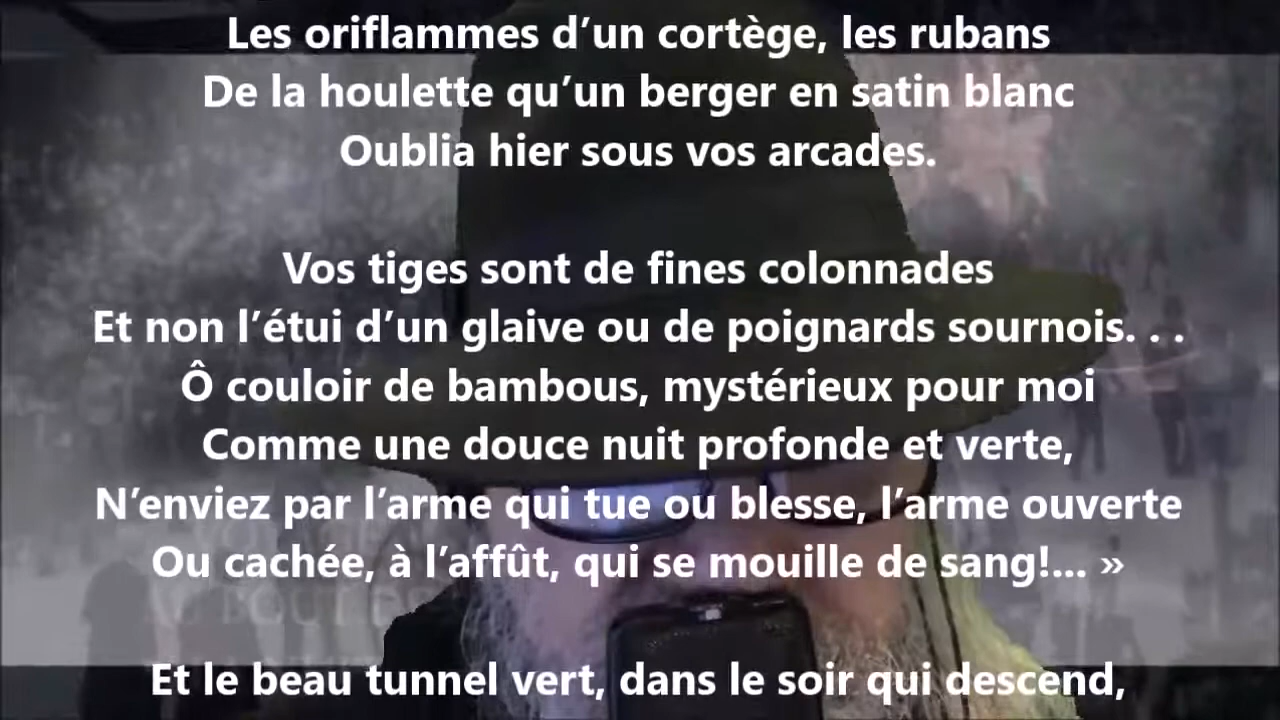 Les oriflammes d’un cortège, les rubans
De la houlette qu’un berger en satin blanc
Oublia hier sous vos arcades.
Vos tiges sont de fines colonnades
Et non l’étui d’un glaive ou de poignards sournois. . .
Ô couloir de bambous, mystérieux pour moi
Comme une douce nuit profonde et verte,
N’enviez par l’arme qui tue ou blesse, l’arme ouverte
Ou cachée, à l’affût, qui se mouille de sang!... »
Et le beau tunnel vert, dans le soir qui descend,